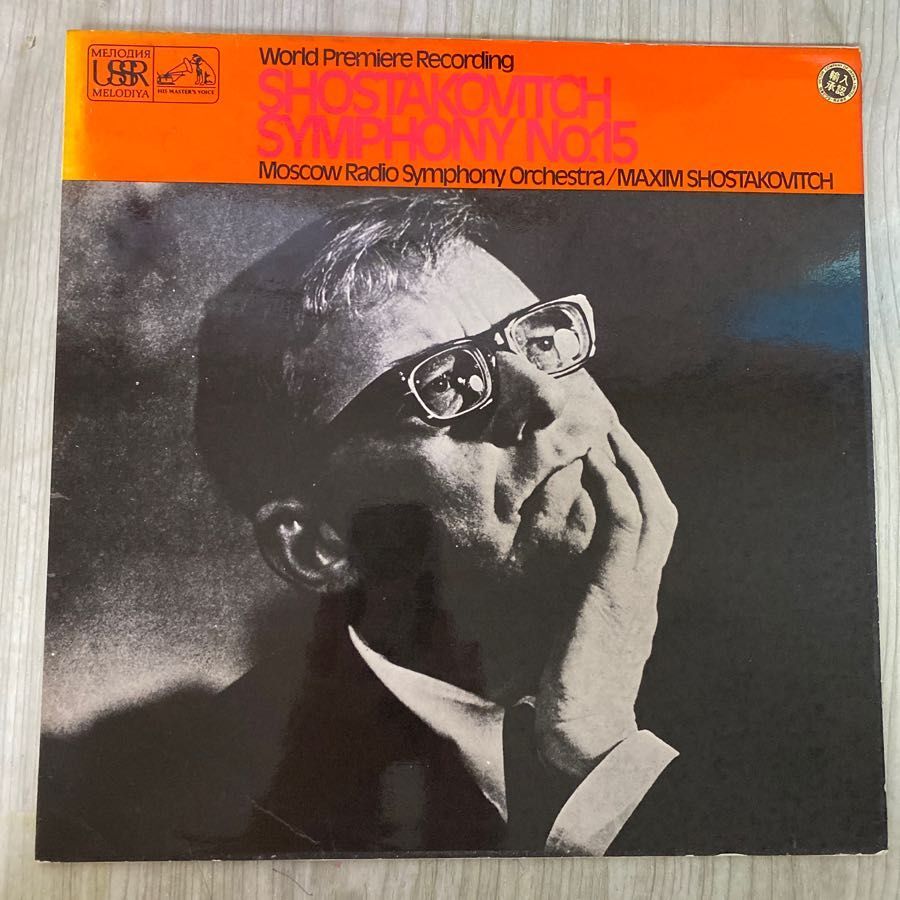 МЕЛОДИЯ
USSR
MELODIYA
HIS MASTER'S VOICE
World Premiere Recording
SHOSTAKOVITCH
SYMPHONY No.15
Moscow Radio Symphony Orchestra/MAXIM SHOSTAKOVITCH
輸入
承認